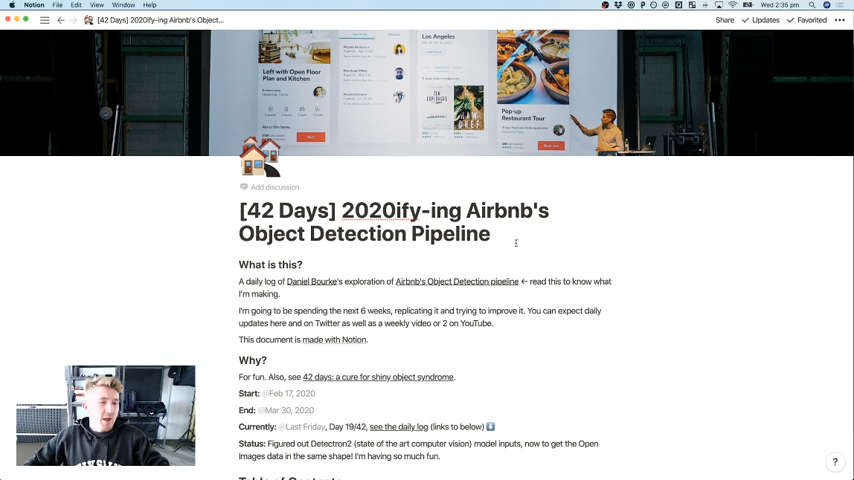 Notion File Edit View Window Help
Wed 2:35 pm
[42 Days] 2020ify-ing Airbnb's Object...
Share Updates Favorited
Left with Open Floor
Plan and Kitchen
Los Angeles
Pop-up
Restaurant Tour
Add discussion
[42 Days] 2020ify-ing Airbnb's
Object Detection Pipeline
What is this?
A daily log of Daniel Bourke's exploration of Airbnb's Object Detection pipeline ← read this to know what
I'm making.
I'm going to be spending the next 6 weeks, replicating it and trying to improve it. You can expect daily
updates here and on Twitter as well as a weekly video or 2 on YouTube.
This document is made with Notion.
Why?
For fun. Also, see 42 days: a cure for shiny object syndrome.
Start: @Feb 17, 2020
End: @Mar 30, 2020
Currently: @Last Friday, Day 19/42, see the daily log (links to below) ⬇️
Status: Figured out Detectron2 (state of the art computer vision) model inputs, now to get the Open
Images data in the same shape! I'm having so much fun.
?